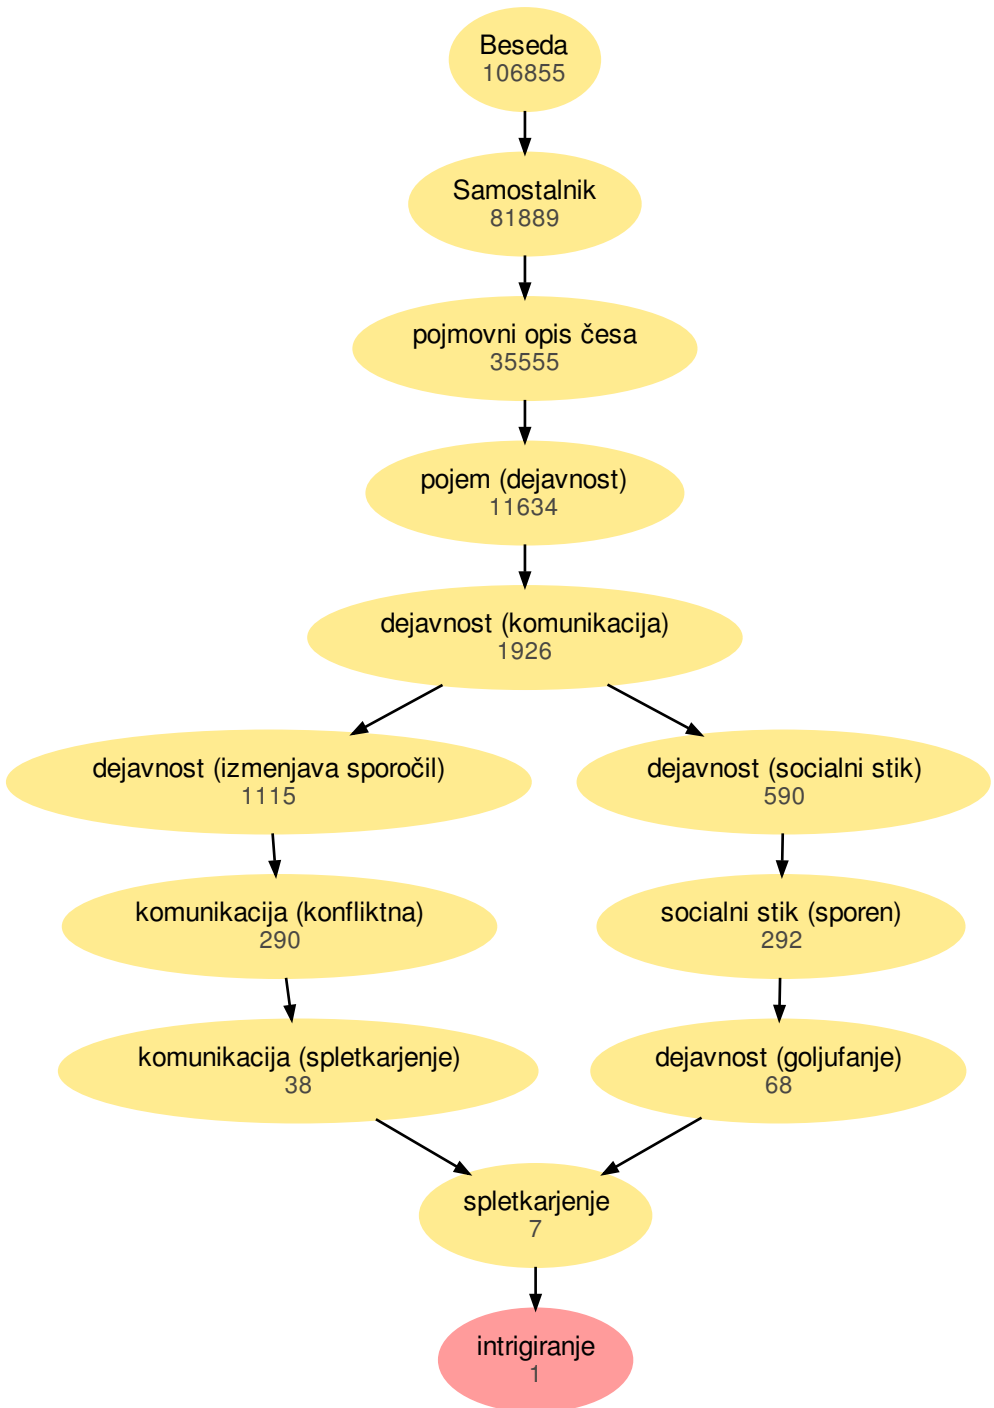 Beseda
106855
Samostalnik
81889
pojmovni opis česa
35555
pojem (dejavnost)
11634
dejavnost (komunikacija)
1926
dejavnost (izmenjava sporočil)
1115
dejavnost (socialni stik)
590
komunikacija (konfliktna)
290
socialni stik (sporen)
292
komunikacija (spletkarjenje)
38
dejavnost (goljufanje)
68
spletkarjenje
7
intrigiranje
1